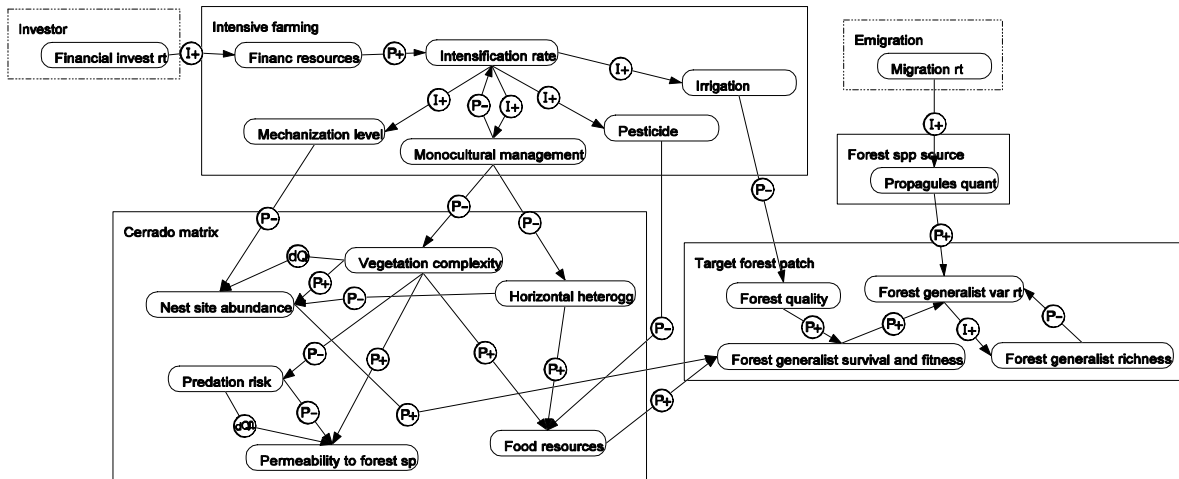 Investor
Financial invest rt
I+
Intensive farming
Financ resources
P+
Intensification rate
I+
Irrigation
I+
P-
I+
I+
Mechanization level
Monocultural management
Pesticide
Emigration
Migration rt
I+
Forest spp source
Propagules quant
P-
P-
P-
P-
P+
Cerrado matrix
dQ
P+
Vegetation complexity
Nest site abundance
P-
Horizontal heterogg
P-
P-
P+
P+
P+
Predation risk
P-
P+
Permeability to forest sp
Food resources
P+
Target forest patch
Forest quality
Forest generalist var rt
P+
P+
I+
P-
Forest generalist survival and fitness
Forest generalist richness